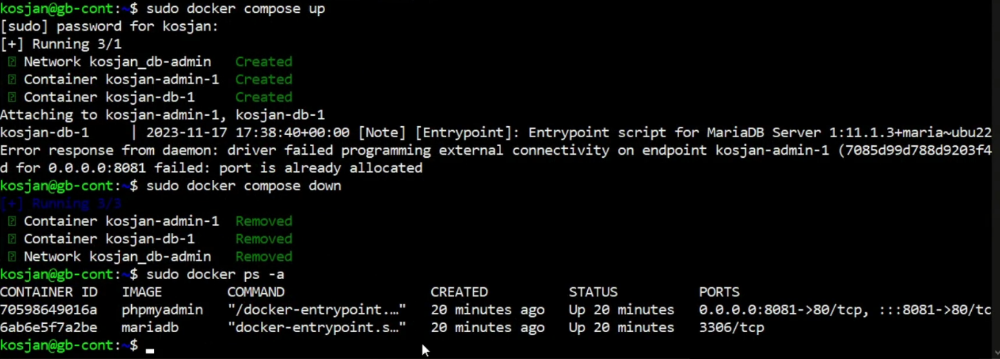 kosjan@gb-cont:~$ sudo docker compose up
[sudo] password for kosjan:
[+] Running 3/1
Network kosjan_db-admin Created
Container kosjan-admin-1 Created
Container kosjan-db-1 Created
Attaching to kosjan-admin-1, kosjan-db-1
kosjan-db-1 | 2023-11-17 17:38:40+00:00 [Note] [Entrypoint]: Entrypoint script for MariaDB Server 1:11.1.3+maria~ubu22
Error response from daemon: driver failed programming external connectivity on endpoint kosjan-admin-1 (7085d99d788d9203f4
d for 0.0.0.0:8081 failed: port is already allocated
kosjan@gb-cont:~$ sudo docker compose down
[+] Running 3/3
Container kosjan-admin-1 Removed
Container kosjan-db-1 Removed
Network kosjan_db-admin Removed
kosjan@gb-cont:~$ sudo docker ps -a
CONTAINER ID IMAGE COMMAND CREATED STATUS PORTS
70598649016a phpmyadmin "/docker-entrypoint.…" 20 minutes ago Up 20 minutes 0.0.0.0:8081->80/tcp, :::8081->80/tc
6ab6e5f7a2be mariadb "docker-entrypoint.s…" 20 minutes ago Up 20 minutes 3306/tcp
kosjan@gb-cont:~$